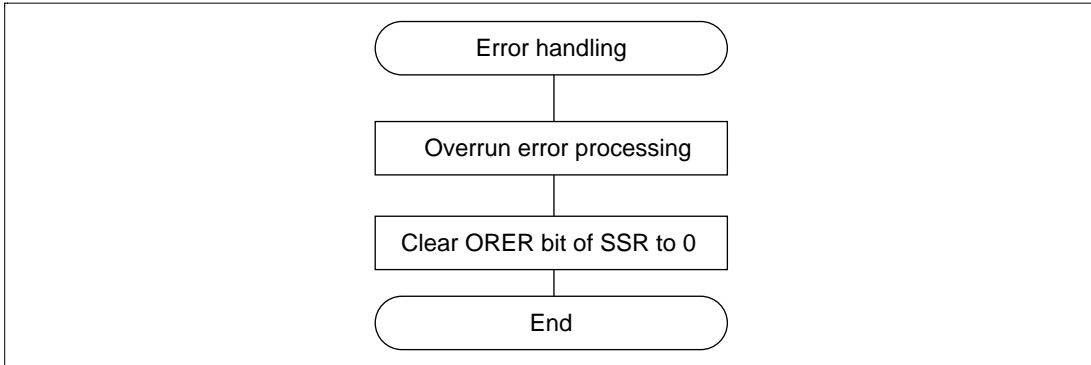 Error handling
Overrun error processing
Clear ORER bit of SSR to 0
End